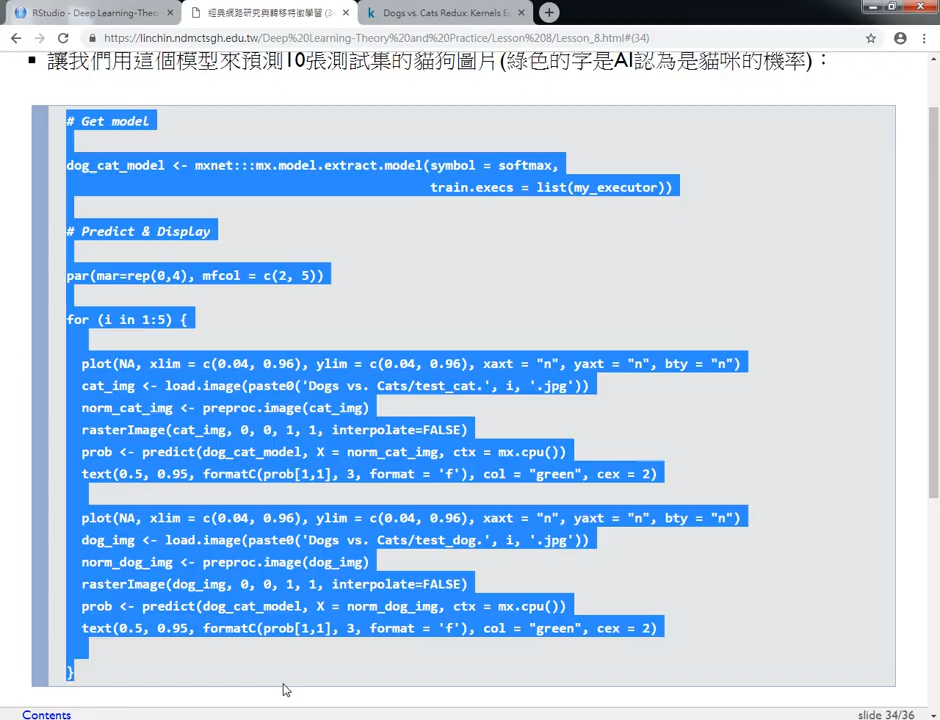 RStudio - Deep Learning-Theo
經典網路研究與轉移特徵學習 (34
Dogs vs. Cats Redux: Kernels Ec
https://linchin.ndmctsgh.edu.tw/Deep%20Learning-Theory%20and%20Practice/Lesson%208/Lesson_8.html#(34)
讓我們用這個模型來預測10張測試集的貓狗圖片(綠色的字是AI認為是貓咪的機率)：
# Get model
dog_cat_model <- mxnet:::mx.model.extract.model(symbol = softmax,
train.execs = list(my_executor))
# Predict & Display
par(mar=rep(0,4), mfcol = c(2, 5))
for (i in 1:5) {
plot(NA, xlim = c(0.04, 0.96), ylim = c(0.04, 0.96), xaxt = "n", yaxt = "n", bty = "n")
cat_img <- load.image(paste0('Dogs vs. Cats/test_cat.', i, '.jpg'))
norm_cat_img <- preproc.image(cat_img)
rasterImage(cat_img, 0, 0, 1, 1, interpolate=FALSE)
prob <- predict(dog_cat_model, X = norm_cat_img, ctx = mx.cpu())
text(0.5, 0.95, formatC(prob[1,1], 3, format = 'f'), col = "green", cex = 2)
plot(NA, xlim = c(0.04, 0.96), ylim = c(0.04, 0.96), xaxt = "n", yaxt = "n", bty = "n")
dog_img <- load.image(paste0('Dogs vs. Cats/test_dog.', i, '.jpg'))
norm_dog_img <- preproc.image(dog_img)
rasterImage(dog_img, 0, 0, 1, 1, interpolate=FALSE)
prob <- predict(dog_cat_model, X = norm_dog_img, ctx = mx.cpu())
text(0.5, 0.95, formatC(prob[1,1], 3, format = 'f'), col = "green", cex = 2)
}
Contents
slide 34/36